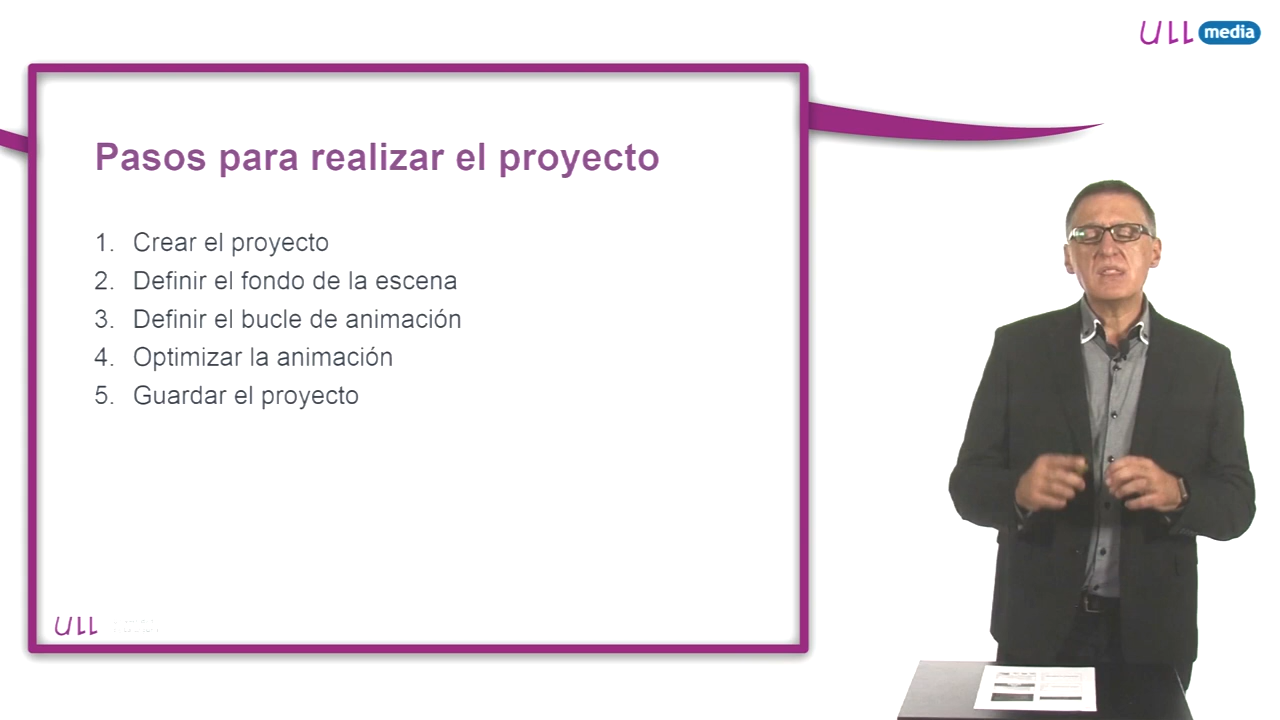 ULL media
Pasos para realizar el proyecto
1. Crear el proyecto
2. Definir el fondo de la escena
3. Definir el bucle de animación
4. Optimizar la animación
5. Guardar el proyecto
ULL